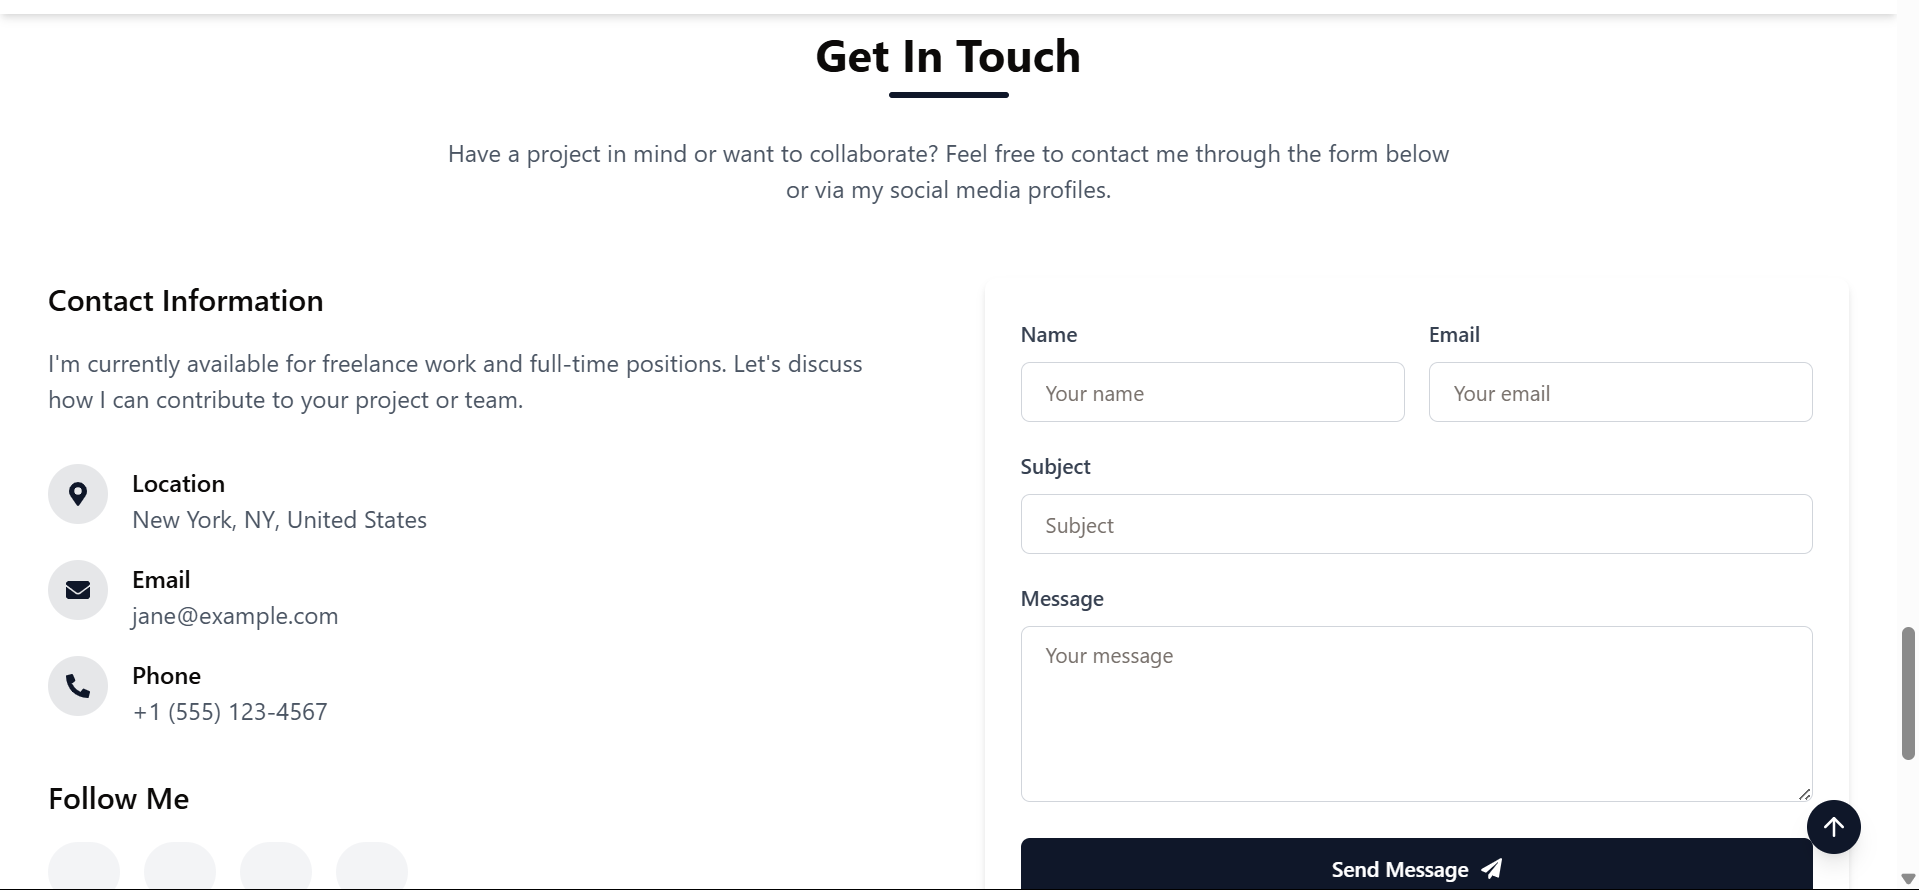 Get In Touch
Have a project in mind or want to collaborate? Feel free to contact me through the form below
or via my social media profiles.
Contact Information
I'm currently available for freelance work and full-time positions. Let's discuss
how I can contribute to your project or team.
Location
New York, NY, United States
Email
jane@example.com
Phone
+1 (555) 123-4567
Follow Me
Name
Your name
Email
Your email
Subject
Subject
Message
Your message
Send Message